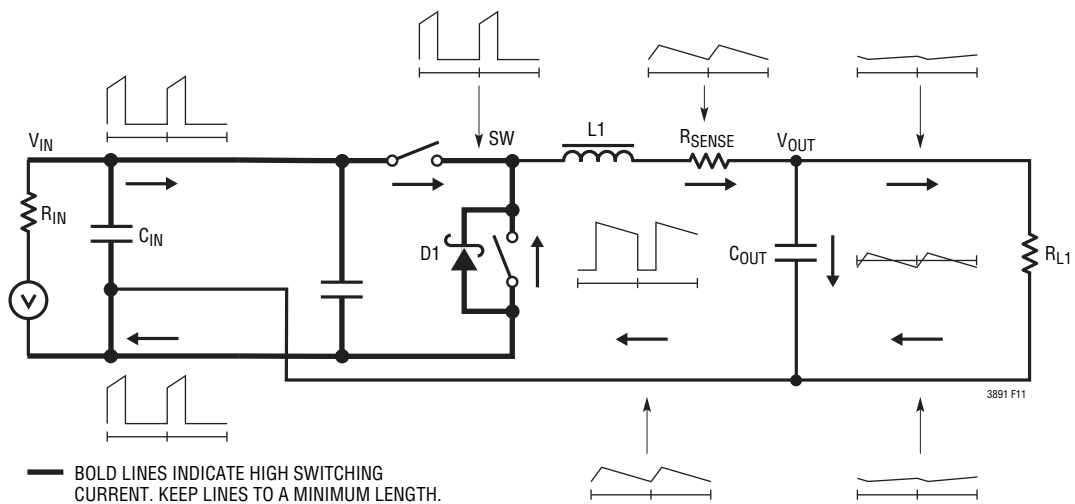 SW
L1
RSENSE
VOUT
VIN
RIN
CIN
D1
COUT
RL1
V
3891 F11
BOLD LINES INDICATE HIGH SWITCHING
CURRENT. KEEP LINES TO A MINIMUM LENGTH.